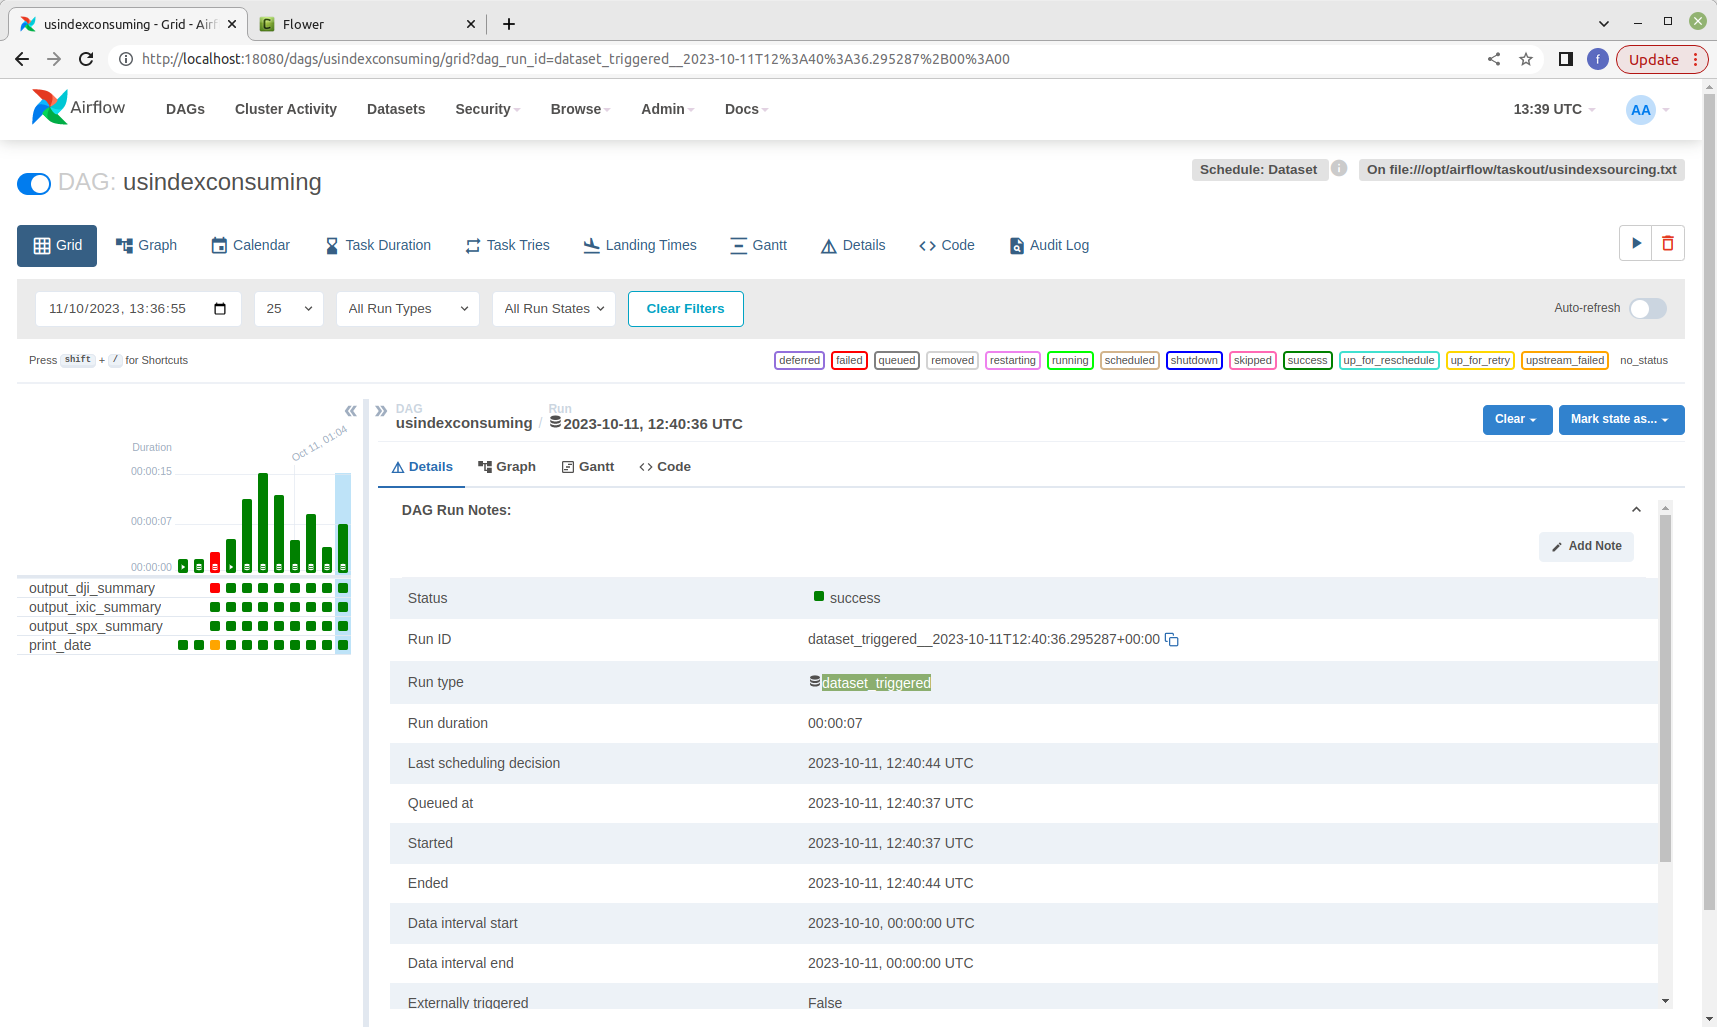 usindexconsuming - Grid - Airf
Flower
http://localhost:18080/dags/usindexconsuming/grid?dag_run_id=dataset_triggered__2023-10-11T12%3A40%3A36.295287%2B00%3A00
f
Update
Airflow
DAGs
Cluster Activity
Datasets
Security
Browse
Admin
Docs
13:39 UTC
AA
DAG: usindexconsuming
Schedule: Dataset
On file:///opt/airflow/taskout/usindexsourcing.txt
Grid
Graph
Calendar
Task Duration
Task Tries
Landing Times
Gantt
Details
Code
Audit Log
11/10/2023, 13:36:55
25
All Run Types
All Run States
Clear Filters
Auto-refresh
Press shift + / for Shortcuts
deferred
failed
queued
removed
restarting
running
scheduled
shutdown
skipped
success
up_for_reschedule
up_for_retry
upstream_failed
no_status
Duration
Oct 11, 01:04
00:00:15
00:00:07
00:00:00
output_dji_summary
output_ixic_summary
output_spx_summary
print_date
DAG
usindexconsuming
/
Run
2023-10-11, 12:40:36 UTC
Clear
Mark state as...
Details
Graph
Gantt
Code
DAG Run Notes:
Add Note
Status
success
Run ID
dataset_triggered__2023-10-11T12:40:36.295287+00:00
Run type
dataset_triggered
Run duration
00:00:07
Last scheduling decision
2023-10-11, 12:40:44 UTC
Queued at
2023-10-11, 12:40:37 UTC
Started
2023-10-11, 12:40:37 UTC
Ended
2023-10-11, 12:40:44 UTC
Data interval start
2023-10-10, 00:00:00 UTC
Data interval end
2023-10-11, 00:00:00 UTC
Externally triggered
False